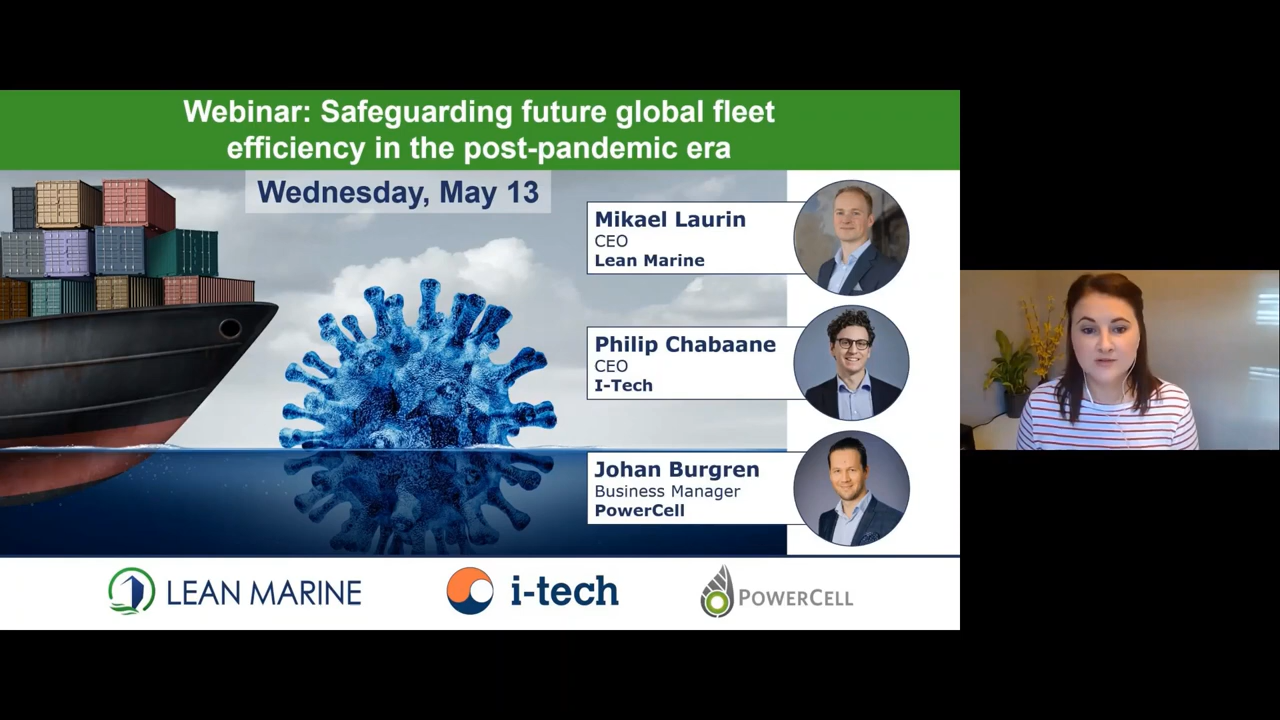 Webinar: Safeguarding future global fleet
efficiency in the post-pandemic era
Wednesday, May 13
Mikael Laurin
CEO
Lean Marine
Philip Chabaane
CEO
I-Tech
Johan Burgren
Business Manager
PowerCell
LEAN MARINE
i-tech
POWERCELL